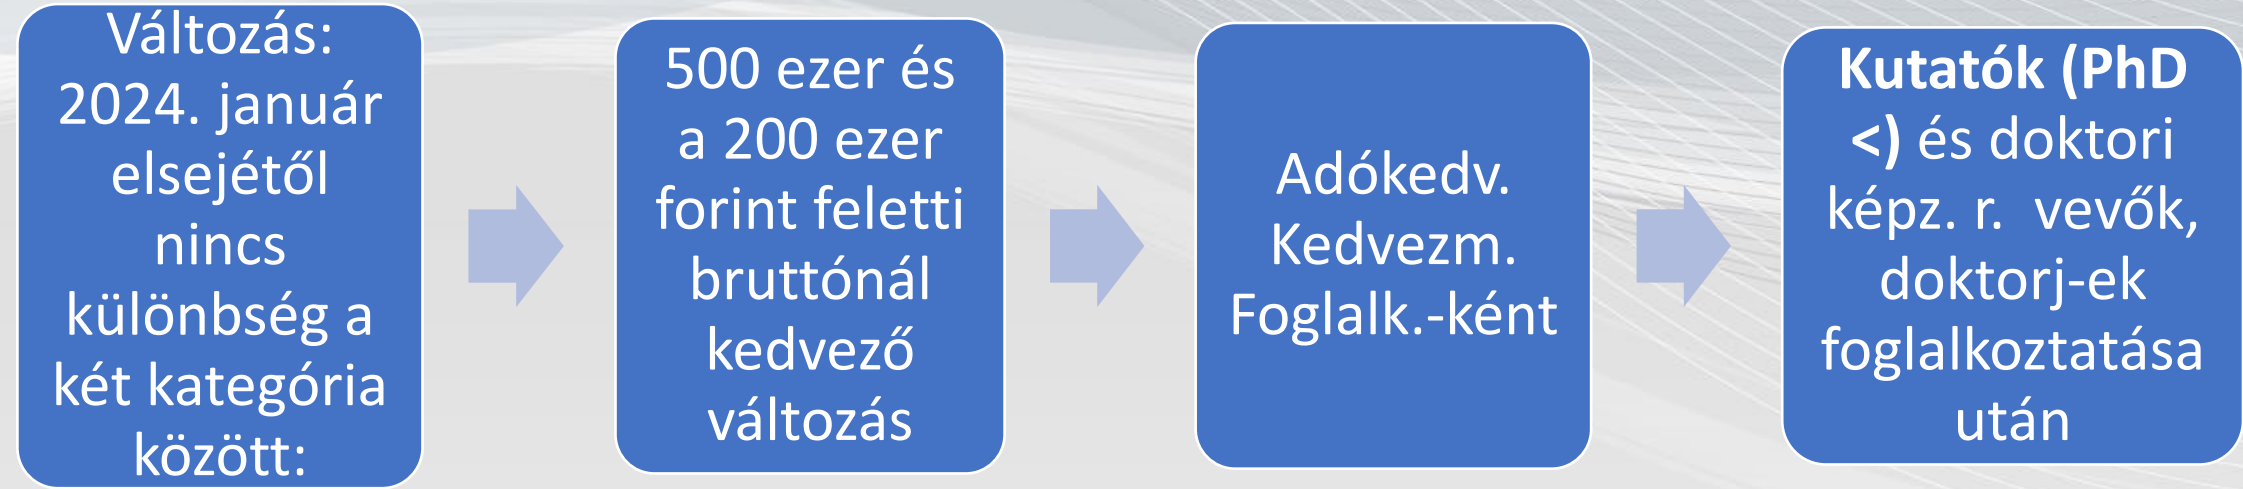 Változás:
2024. január
elsejétől
nincs
különbség a
két kategória
között:
500 ezer és
a 200 ezer
forint feletti
bruttónál
kedvező
változás
Adókedv.
Kedvezm.
Foglalk.-ként
Kutatók (PhD
<) és doktori
képz. r. vevők,
doktorj-ek
foglalkoztatása
után